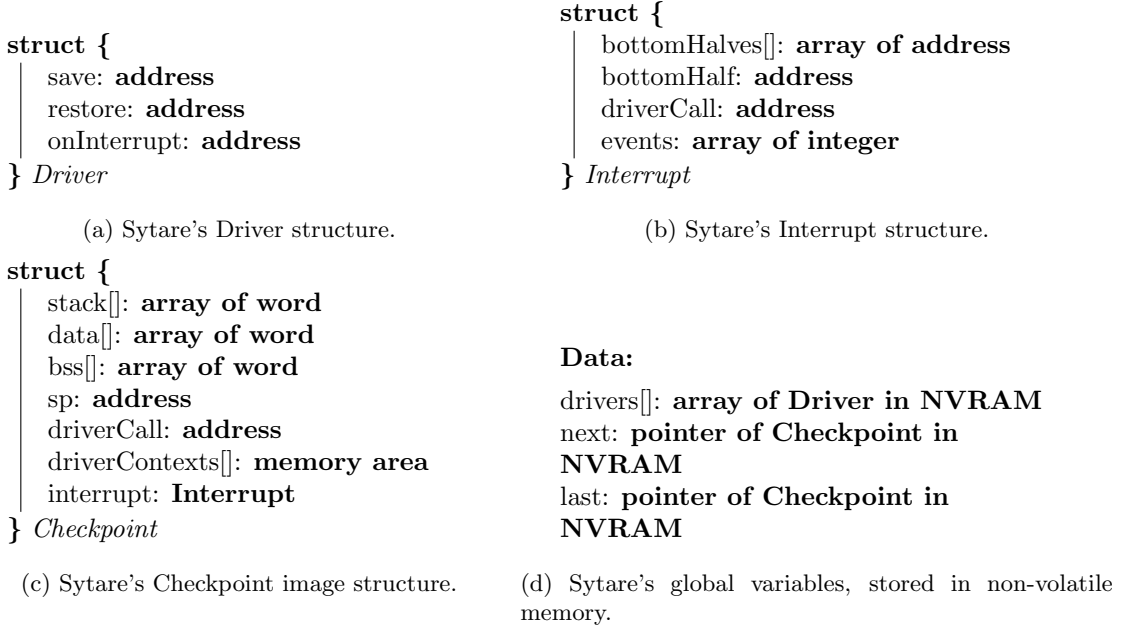 struct {
save: address
restore: address
onInterrupt: address
} Driver
(a) Sytare's Driver structure.
struct {
bottomHalves[]: array of address
bottomHalf: address
driverCall: address
events: array of integer
} Interrupt
(b) Sytare's Interrupt structure.
struct {
stack[]: array of word
data[]: array of word
bss[]: array of word
sp: address
driverCall: address
driverContexts[]: memory area
interrupt: Interrupt
} Checkpoint
(c) Sytare's Checkpoint image structure.
Data:
drivers[]: array of Driver in NVRAM
next: pointer of Checkpoint in
NVRAM
last: pointer of Checkpoint in
NVRAM
(d) Sytare's global variables, stored in non-volatile
memory.